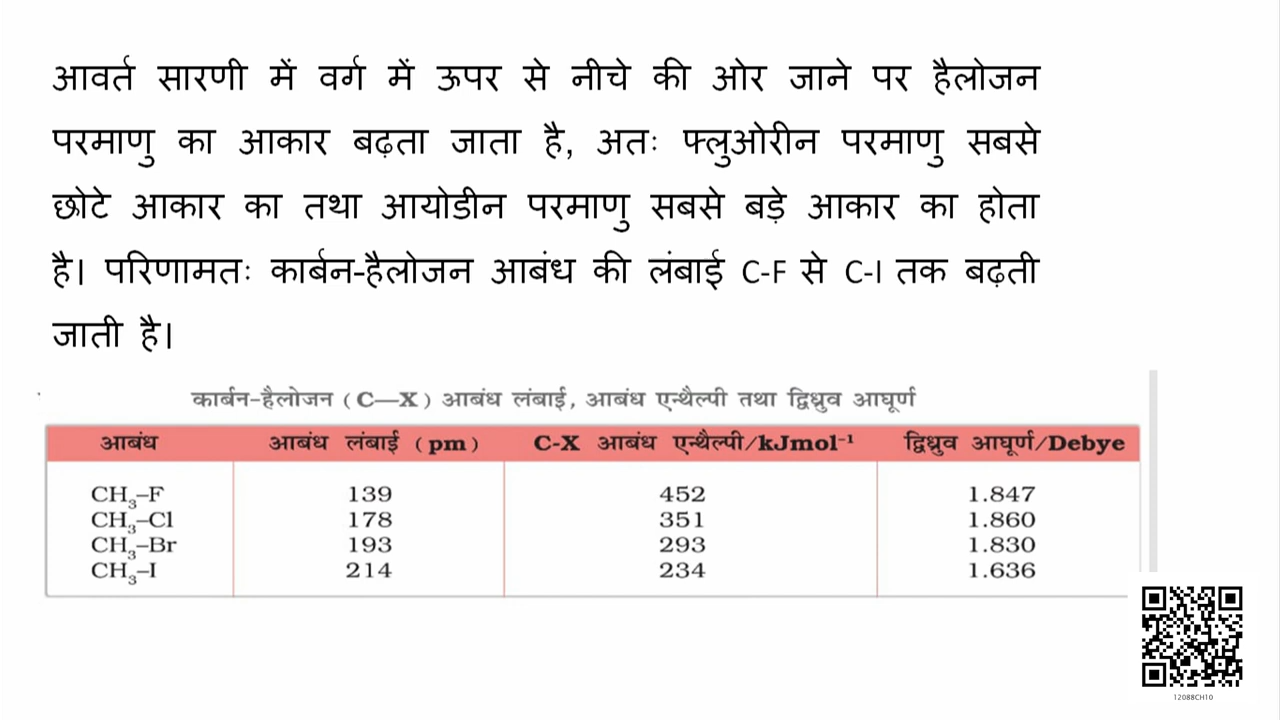 आवर्त सारणी में वर्ग में ऊपर से नीचे की ओर जाने पर हैलोजन
परमाणु का आकार बढ़ता जाता है, अतः फ्लुओरीन परमाणु सबसे
छोटे आकार का तथा आयोडीन परमाणु सबसे बड़े आकार का होता
है। परिणामतः कार्बन-हैलोजन आबंध की लंबाई C-F से C-I तक बढ़ती
जाती है।
कार्बन-हैलोजन (C—X) आबंध लंबाई, आबंध एन्थैल्पी तथा द्विध्रुव आघूर्ण
आबंध आबंध लंबाई (pm) C-X आबंध एन्थैल्पी/kJmol⁻¹ द्विध्रुव आघूर्ण/Debye
CH₃–F 139 452 1.847
CH₃–Cl 178 351 1.860
CH₃–Br 193 293 1.830
CH₃–I 214 234 1.636
12088CH10